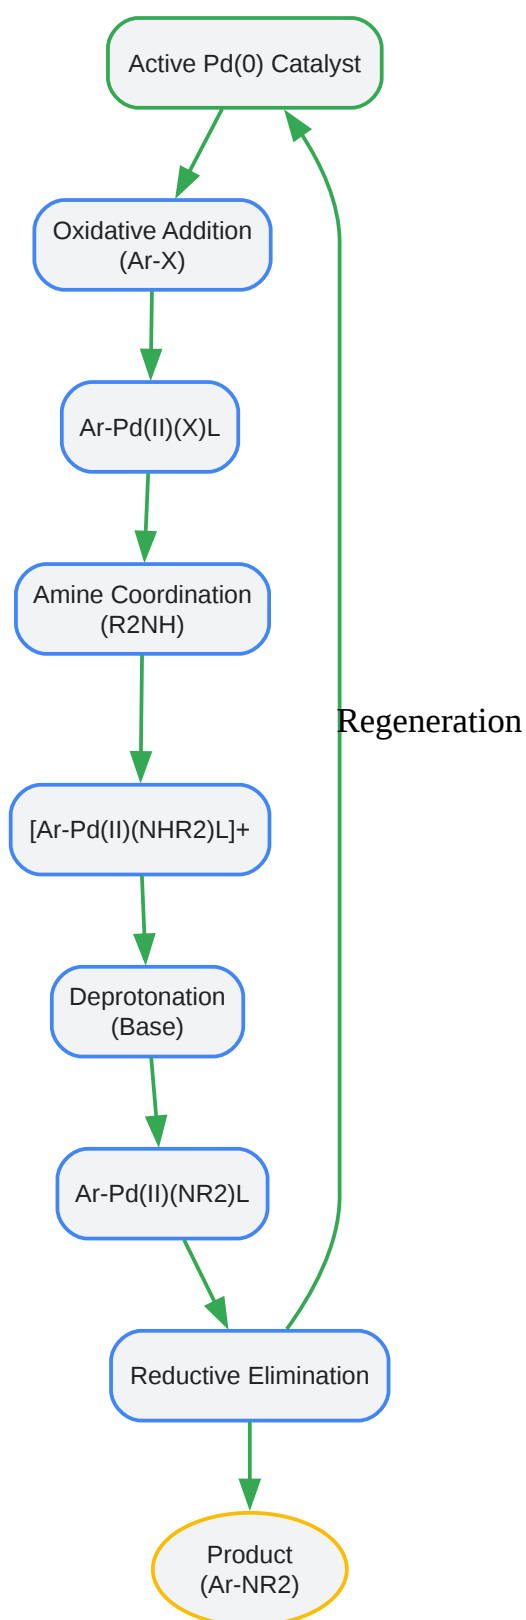 Active Pd(0) Catalyst
Oxidative Addition
(Ar-X)
Ar-Pd(II)(X)L
Amine Coordination
(R2NH)
Regeneration
[Ar-Pd(II)(NHR2)L]+
Deprotonation
(Base)
Ar-Pd(II)(NR2)L
Reductive Elimination
Product
(Ar-NR2)